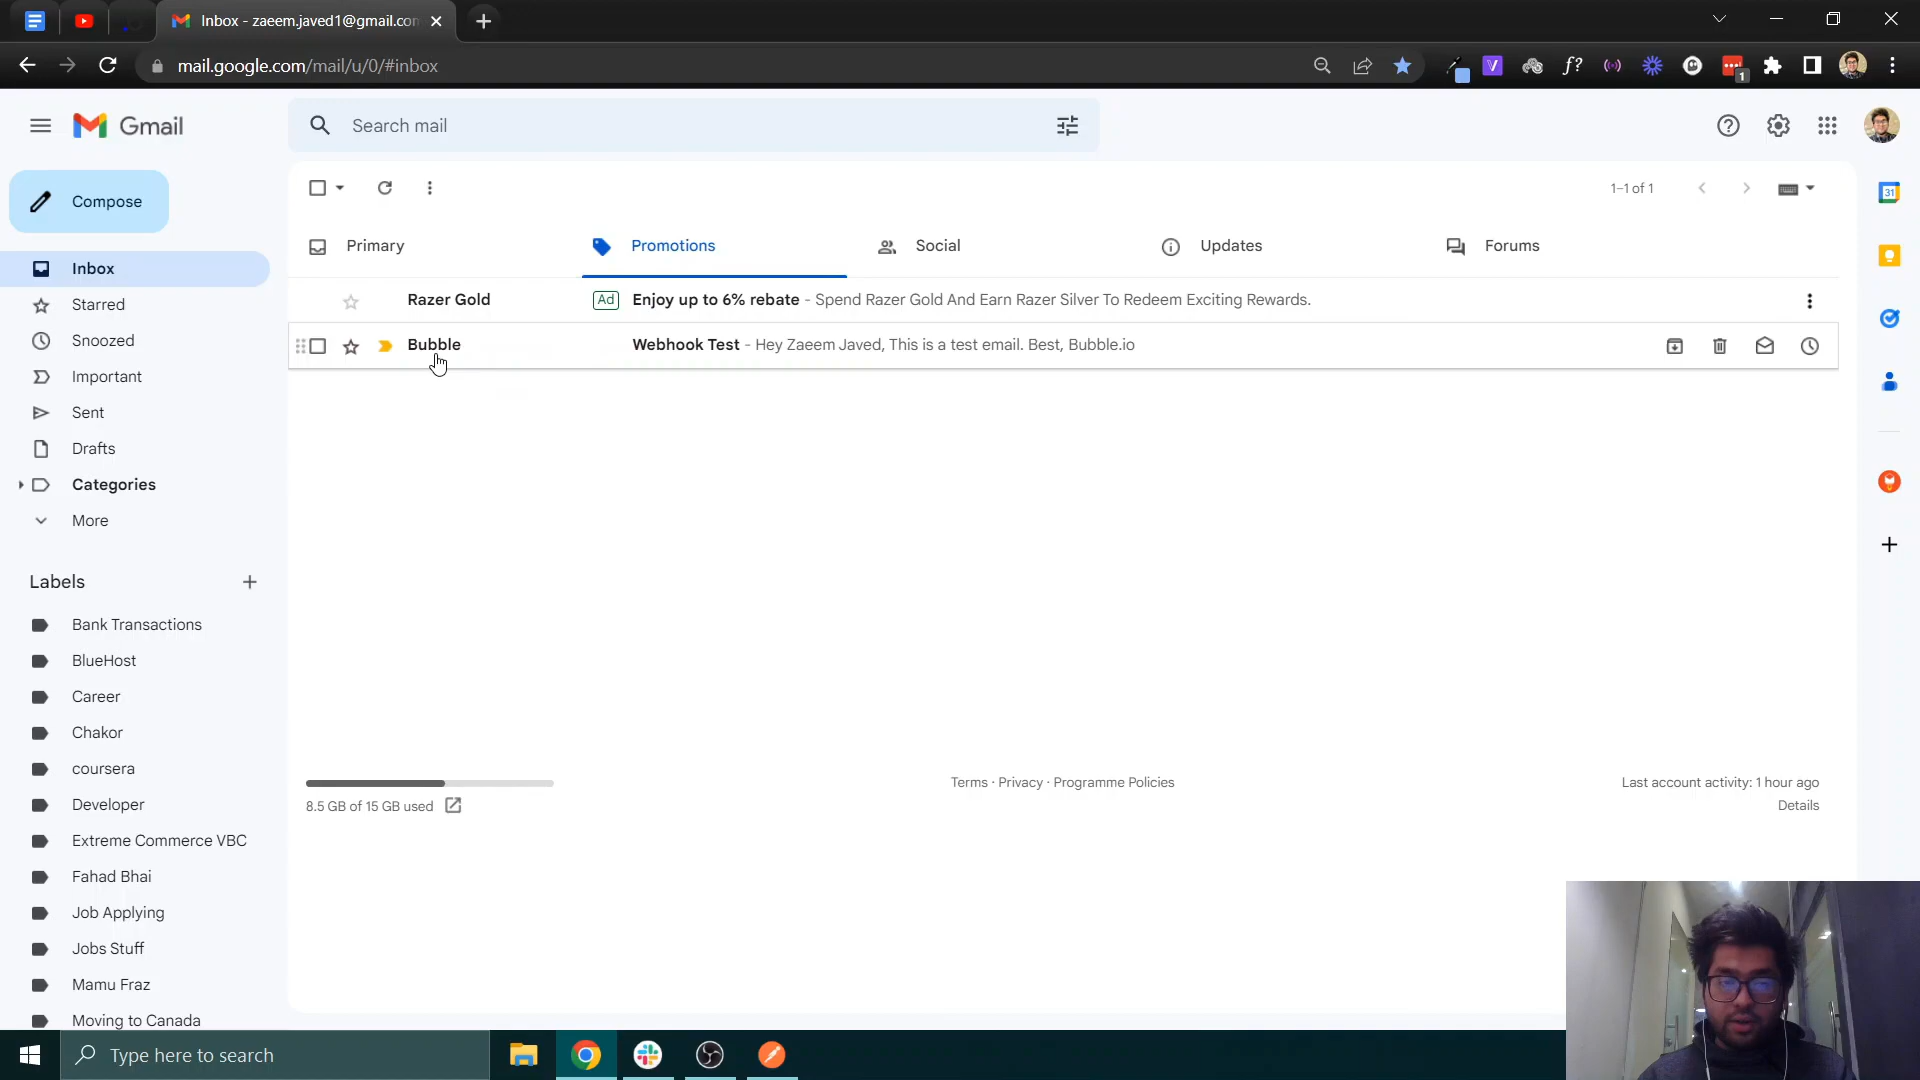 Inbox - zaeem.javed1@gmail.com
mail.google.com/mail/u/0/#inbox
1
Gmail
Search mail
31
Compose
1–1 of 1
Primary
Promotions
Social
Updates
Forums
Inbox
Starred
Snoozed
Important
Sent
Drafts
Categories
More
Razer Gold
Ad
Enjoy up to 6% rebate - Spend Razer Gold And Earn Razer Silver To Redeem Exciting Rewards.
Bubble
Webhook Test - Hey Zaeem Javed, This is a test email. Best, Bubble.io
Labels
Bank Transactions
BlueHost
Career
Chakor
coursera
Developer
Extreme Commerce VBC
Fahad Bhai
Job Applying
Jobs Stuff
Mamu Fraz
Moving to Canada
8.5 GB of 15 GB used
Terms · Privacy · Programme Policies
Last account activity: 1 hour ago
Details
Type here to search